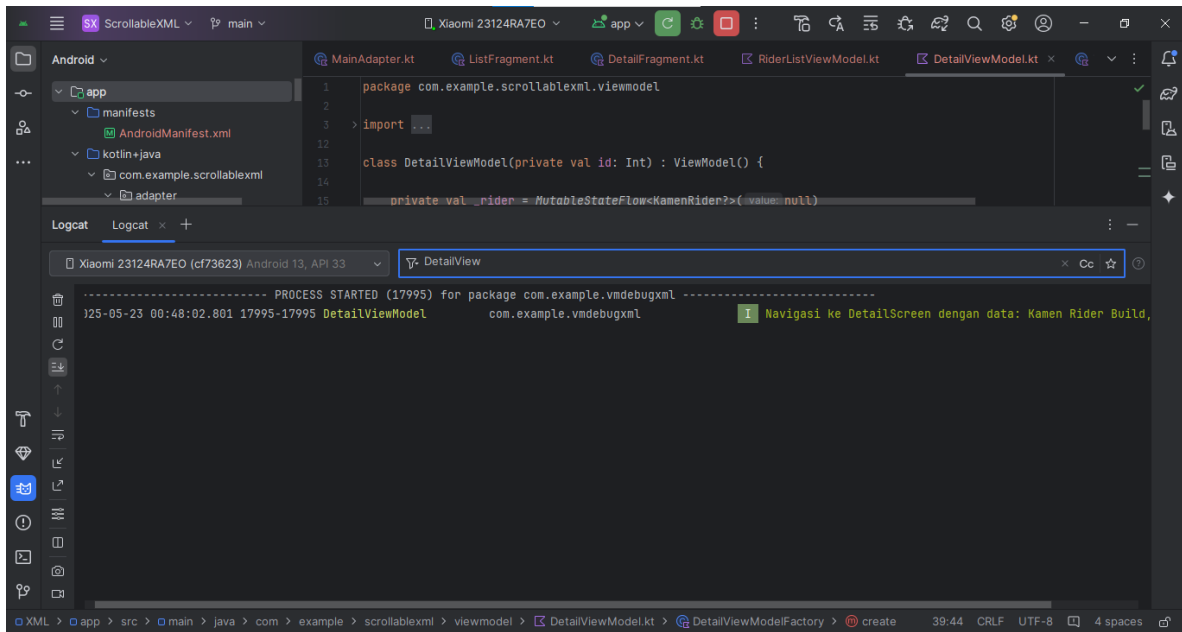 SX ScrollableXML main Xiaomi 23124RA7EO app
Android
MainAdapter.kt ListFragment.kt DetailFragment.kt RiderListViewModel.kt DetailViewModel.kt
app
manifests
AndroidManifest.xml
kotlin+java
com.example.scrollablexml
adapter
1 package com.example.scrollablexml.viewmodel
2
3 import ...
12
13 class DetailViewModel(private val id: Int) : ViewModel() {
14
15 private val _rider = MutableStateFlow<KamenRider?>( value: null)
Logcat Logcat
Xiaomi 23124RA7EO (cf73623) Android 13, API 33 DetailView Cc
--------------------------- PROCESS STARTED (17995) for package com.example.vmdebugxml ----------------------------
025-05-23 00:48:02.801 17995-17995 DetailViewModel com.example.vmdebugxml I Navigasi ke DetailScreen dengan data: Kamen Rider Build,
XML > app > src > main > java > com > example > scrollablexml > viewmodel > DetailViewModel.kt > DetailViewModelFactory > create 39:44 CRLF UTF-8 4 spaces